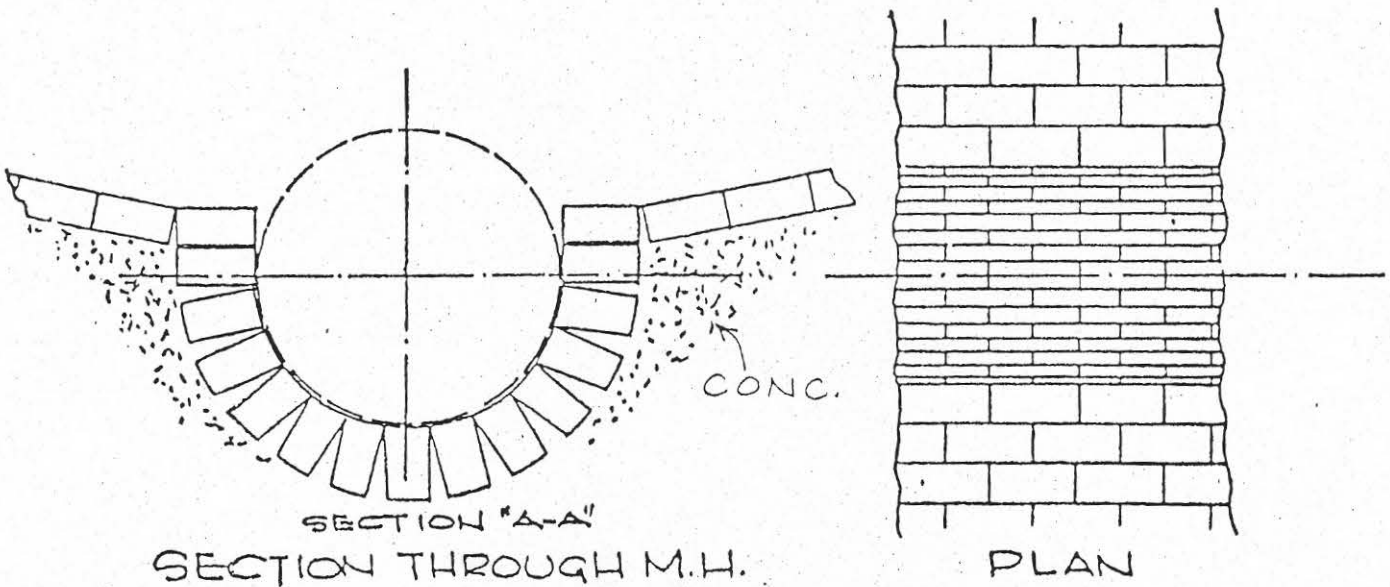 CONC.
SECTION "A-A"
SECTION THROUGH M.H.
PLAN